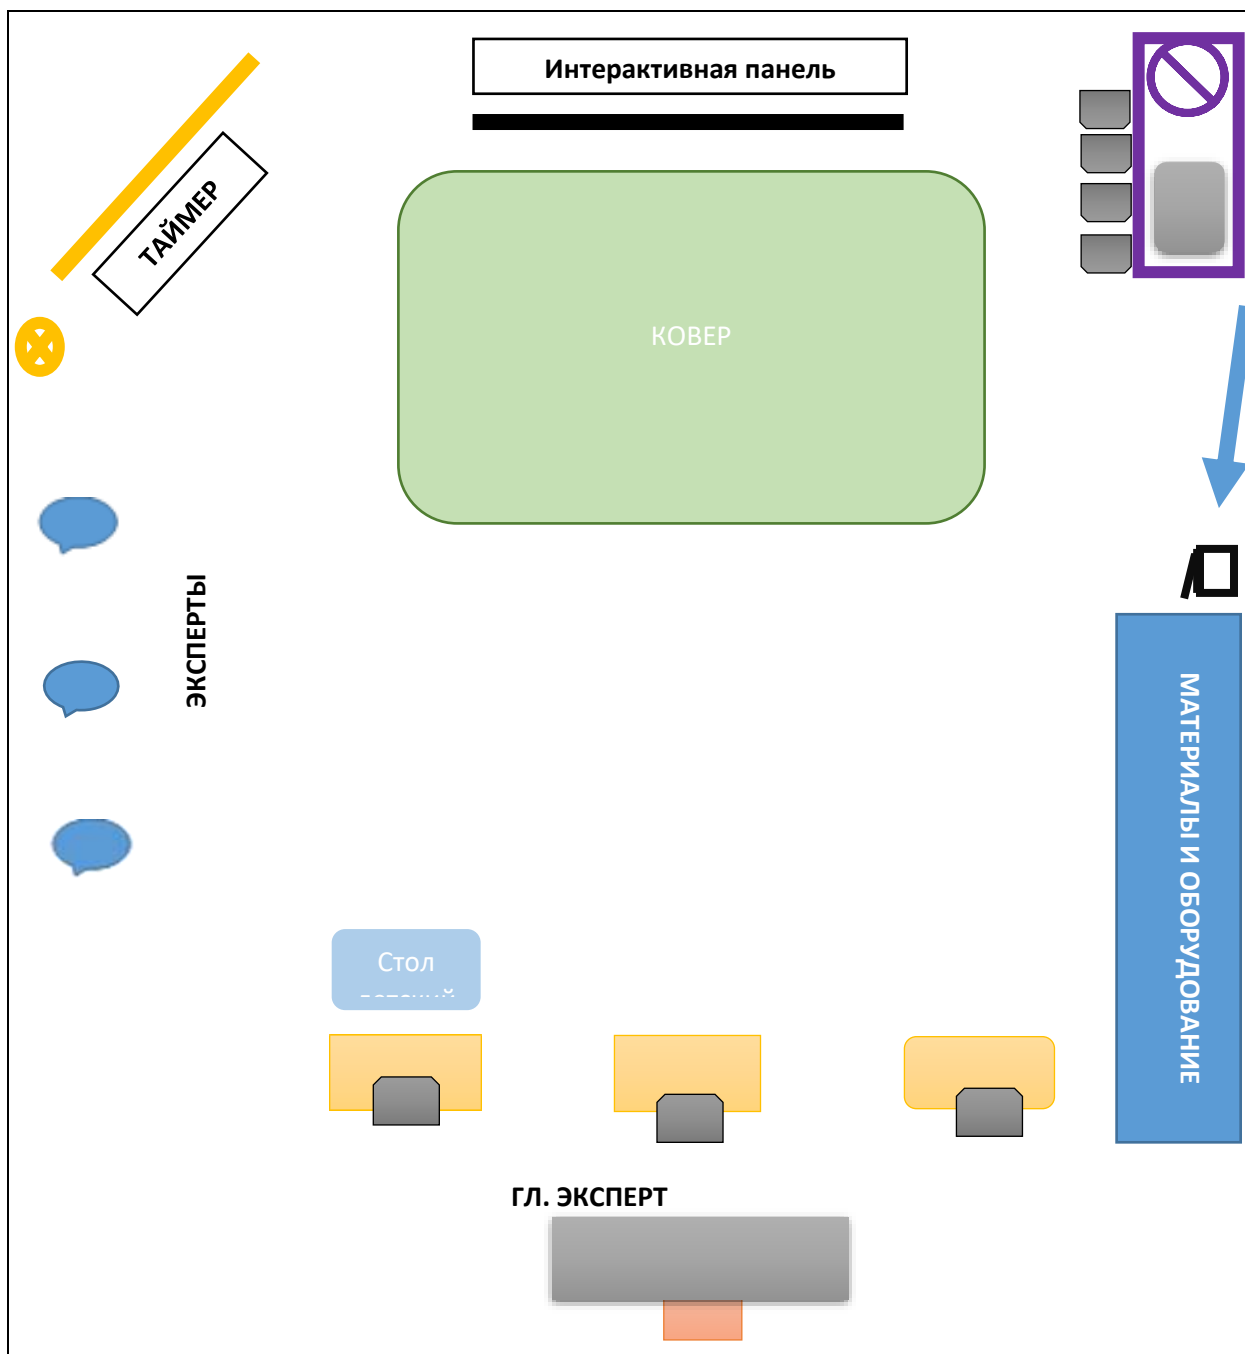 Интерактивная панель
ТАЙМЕР
КОВЕР
ЭКСПЕРТЫ
МАТЕРИАЛЫ И ОБОРУДОВАНИЕ
Стол
ГЛ. ЭКСПЕРТ